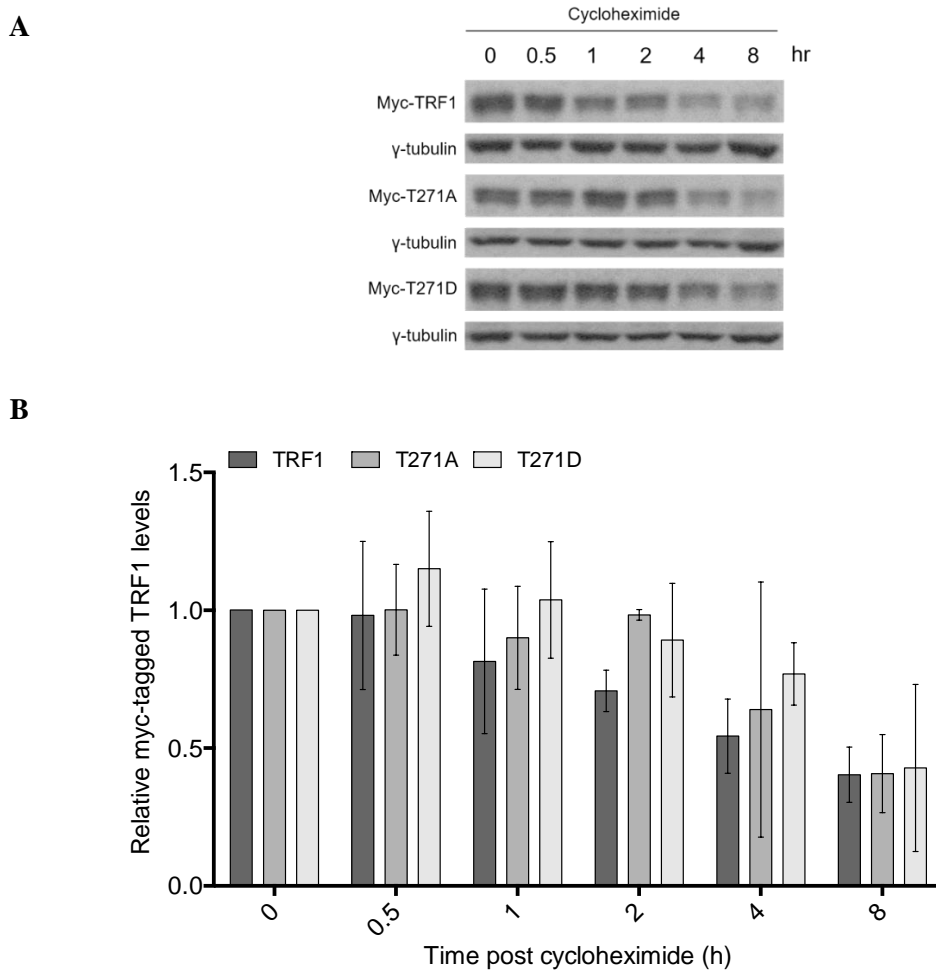 A
Cycloheximide
0 0.5 1 2 4 8 hr
Myc-TRF1
γ-tubulin
Myc-T271A
γ-tubulin
Myc-T271D
γ-tubulin
B
TRF1 T271A T271D
Relative myc-tagged TRF1 levels
1.5
1.0
0.5
0.0
0 0.5 1 2 4 8
Time post cycloheximide (h)